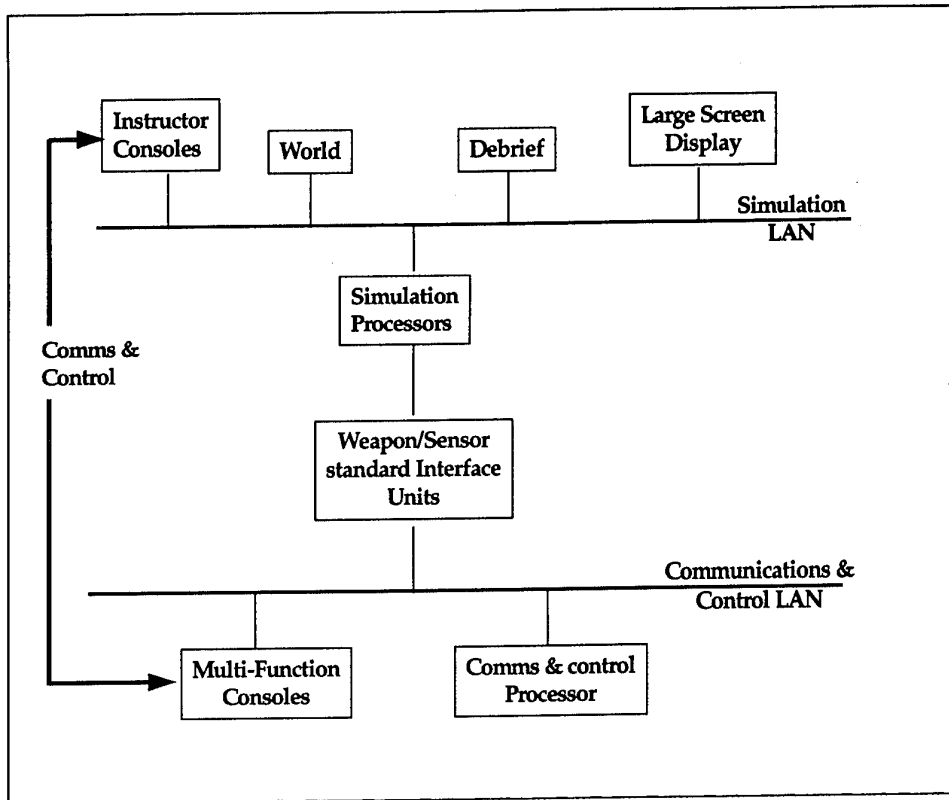 Instructor
Consoles
World
Debrief
Large Screen
Display
Simulation
LAN
Simulation
Processors
Comms &
Control
Weapon/Sensor
standard Interface
Units
Communications &
Control LAN
Multi-Function
Consoles
Comms & control
Processor